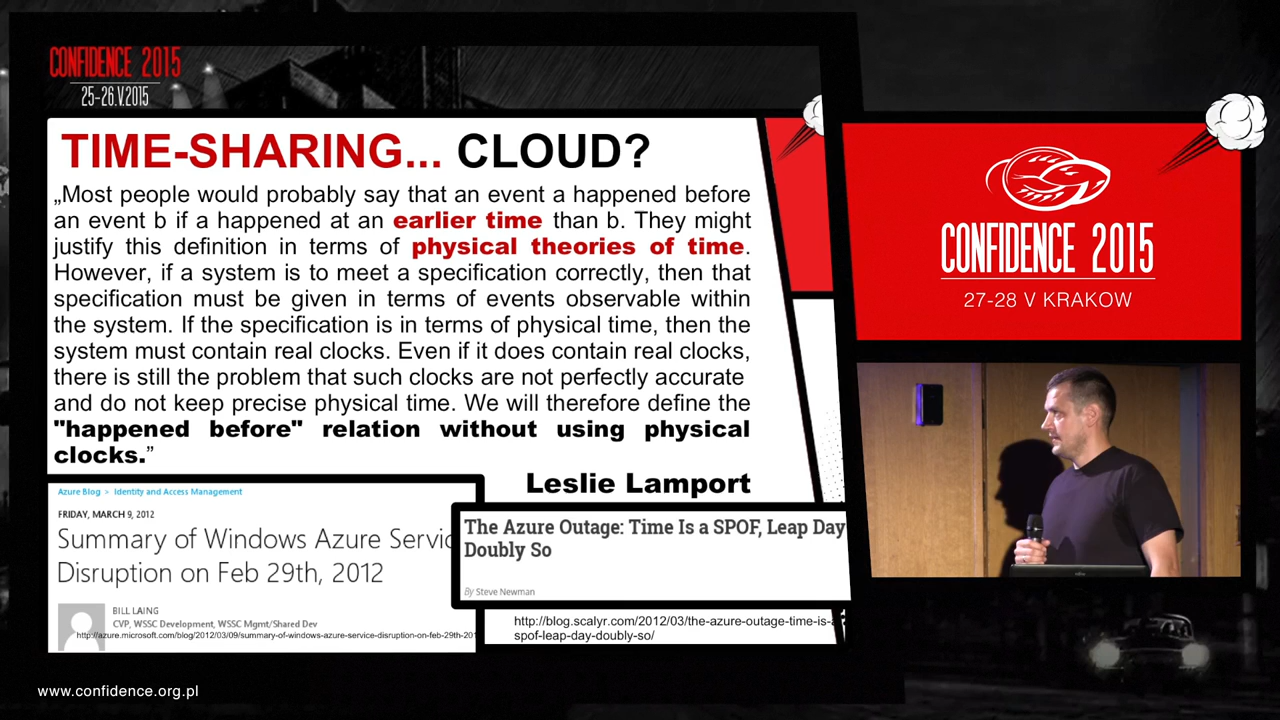 CONFIDENCE 2015
25-26.V.2015
TIME-SHARING... CLOUD?
„Most people would probably say that an event a happened before
an event b if a happened at an earlier time than b. They might
justify this definition in terms of physical theories of time.
However, if a system is to meet a specification correctly, then that
specification must be given in terms of events observable within
the system. If the specification is in terms of physical time, then the
system must contain real clocks. Even if it does contain real clocks,
there is still the problem that such clocks are not perfectly accurate
and do not keep precise physical time. We will therefore define the
"happened before" relation without using physical
clocks.”
Leslie Lamport
Azure Blog > Identity and Access Management
FRIDAY, MARCH 9, 2012
Summary of Windows Azure Servic
Disruption on Feb 29th, 2012
BILL LAING
CVP, WSSC Development, WSSC Mgmt/Shared Dev
http://azure.microsoft.com/blog/2012/03/09/summary-of-windows-azure-service-disruption-on-feb-29th-201
The Azure Outage: Time Is a SPOF, Leap Day
Doubly So
By Steve Newman
http://blog.scalyr.com/2012/03/the-azure-outage-time-is-a-
spof-leap-day-doubly-so/
CONFIDENCE 2015
27-28 V KRAKOW
www.confidence.org.pl